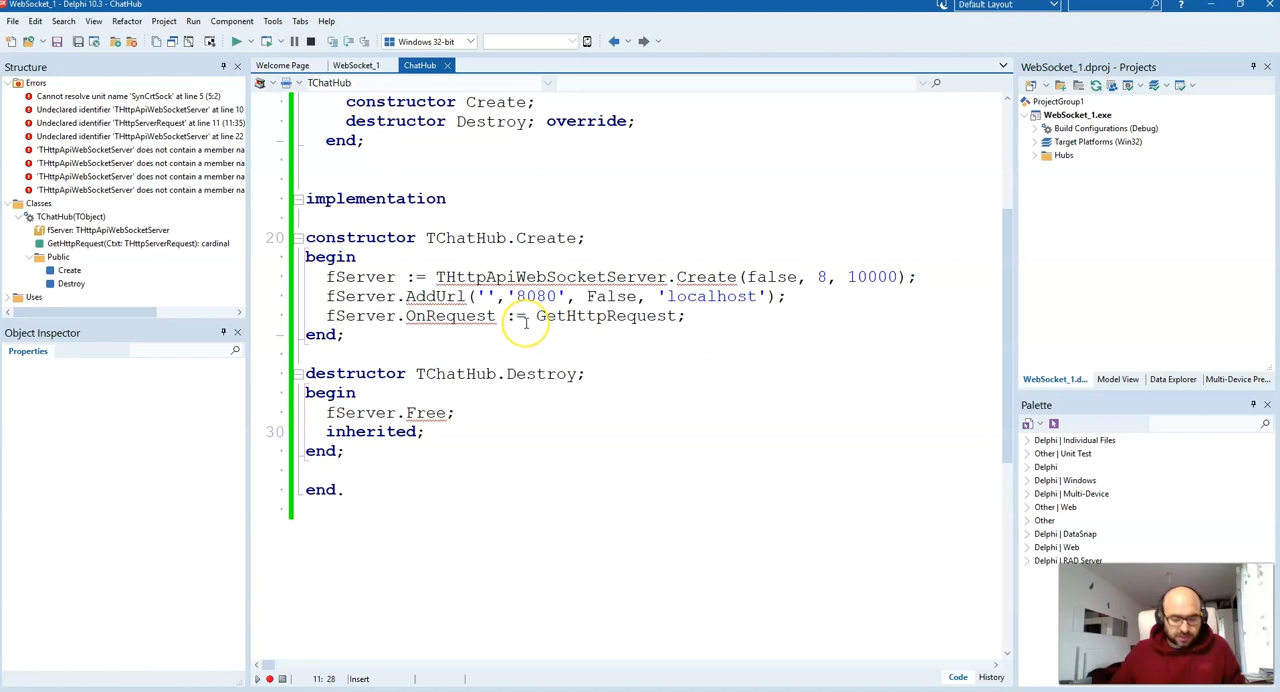 WebSocket_1 - Delphi 10.3 - ChatHub
Default Layout
File Edit Search View Refactor Project Run Component Tools Tabs Help
Windows 32-bit
Structure
Errors
Cannot resolve unit name 'SynCrtSock' at line 5 (5:2)
Undeclared identifier 'THttpApiWebSocketServer' at line 10
Undeclared identifier 'THttpServerRequest' at line 11 (11:35)
Undeclared identifier 'THttpApiWebSocketServer' at line 22
'THttpApiWebSocketServer' does not contain a member na
'THttpApiWebSocketServer' does not contain a member na
'THttpApiWebSocketServer' does not contain a member na
'THttpApiWebSocketServer' does not contain a member na
Classes
TChatHub(TObject)
fServer: THttpApiWebSocketServer
GetHttpRequest(Ctxt: THttpServerRequest): cardinal
Public
Create
Destroy
Uses
Object Inspector
Properties
Welcome Page WebSocket_1 ChatHub
TChatHub
constructor Create;
destructor Destroy; override;
end;
implementation
20 constructor TChatHub.Create;
begin
fServer := THttpApiWebSocketServer.Create(false, 8, 10000);
fServer.AddUrl('','8080', False, 'localhost');
fServer.OnRequest := GetHttpRequest;
end;
destructor TChatHub.Destroy;
begin
fServer.Free;
30 inherited;
end;
end.
11: 28 Insert
Code History
WebSocket_1.dproj - Projects
ProjectGroup1
WebSocket_1.exe
Build Configurations (Debug)
Target Platforms (Win32)
Hubs
WebSocket_1.d... Model View Data Explorer Multi-Device Pre...
Palette
Delphi | Individual Files
Other | Unit Test
Delphi
Delphi | Windows
Delphi | Multi-Device
Other | Web
Other
Delphi | DataSnap
Delphi | Web
Delphi | RAD Server